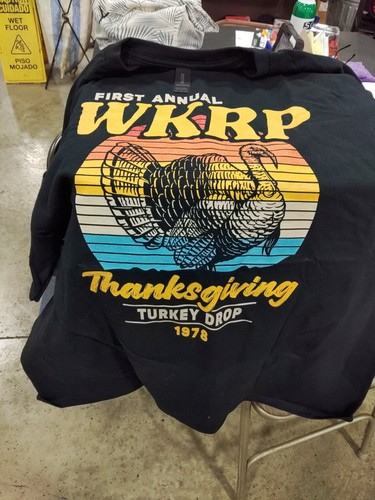 CUIDADO
WET
FLOOR
PISO
MOJADO
FIRST ANNUAL
WKRP
Thanksgiving
TURKEY DROP
1978